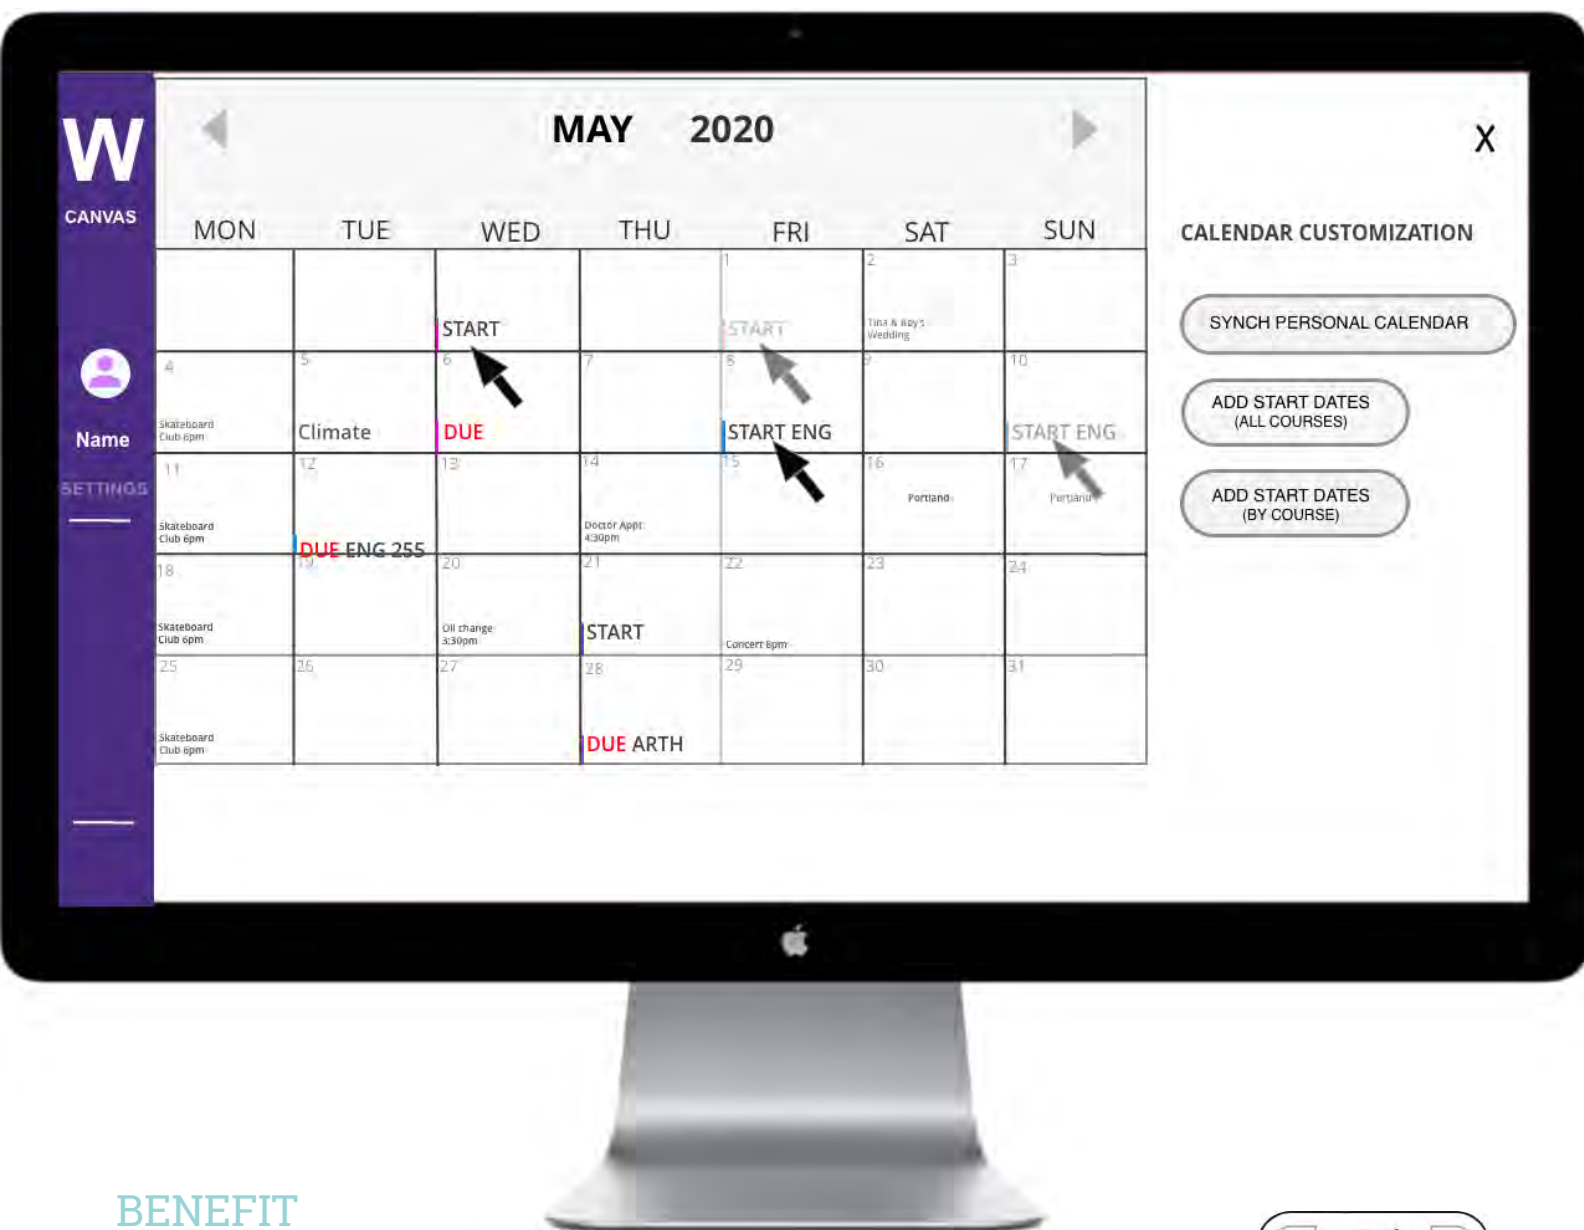 W
CANVAS
Name
SETTINGS
MAY 2020
MON TUE WED THU FRI SAT SUN
1 2 3
START START Tina & Roy's
Wedding
4 5 6 7 8 9 10
Skateboard
Club 6pm
Climate DUE START ENG START ENG
11 12 13 14 15 16 17
Portland Portland
Skateboard
Club 6pm
Doctor Appt
4:30pm
DUE ENG 255
18 19 20 21 22 23 24
Skateboard
Club 6pm
Oil change
3:30pm
START
Concert 8pm
25 26 27 28 29 30 31
Skateboard
Club 6pm
DUE ARTH
X
CALENDAR CUSTOMIZATION
SYNCH PERSONAL CALENDAR
ADD START DATES
(ALL COURSES)
ADD START DATES
(BY COURSE)
BENEFIT